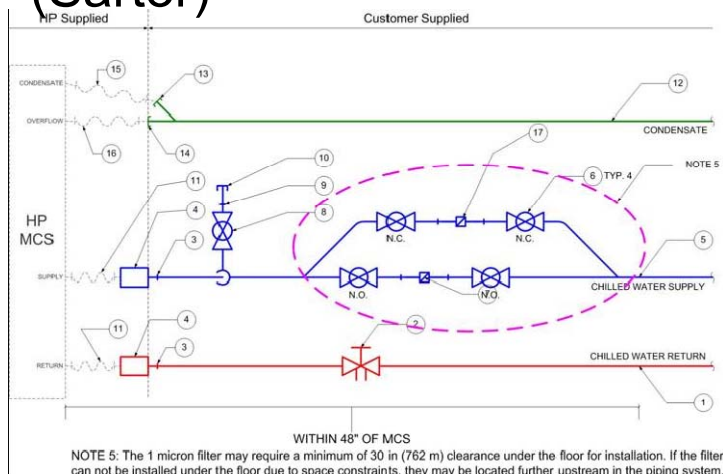 (Carter)
HP Supplied
Customer Supplied
15
13
12
CONDENSATE
OVERFLOW
CONDENSATE
16
14
17
10
NOTE 5
11
9
6 TYP. 4
4
8
HP
MCS
3
N.C.
N.C.
5
SUPPLY
CHILLED WATER SUPPLY
N.O.
7
N.O.
4
2
11
3
CHILLED WATER RETURN
RETURN
1
WITHIN 48" OF MCS
NOTE 5: The 1 micron filter may require a minimum of 30 in (762 m) clearance under the floor for installation. If the filter
can not be installed under the floor due to space constraints, they may be located further upstream in the piping system.